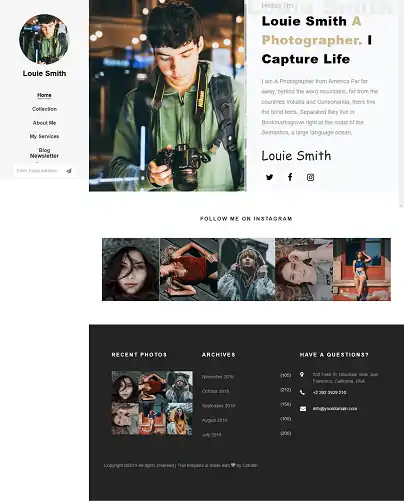 Louie Smith
Home
Collection
About Me
My Services
Blog
Newsletter
Enter Email Address
Hello! I'm
Louie Smith A
Photographer. I
Capture Life
I am A Photographer from America Far far
away, behind the word mountains, far from the
countries Vokalia and Consonantia, there live
the blind texts. Separated they live in
Bookmarksgrove right at the coast of the
Semantics, a large language ocean.
Louie Smith
FOLLOW ME ON INSTAGRAM
RECENT PHOTOS
ARCHIVES
November 2018
October 2018
September 2018
August 2018
July 2018
HAVE A QUESTIONS?
203 Fake St. Mountain View, San
Francisco, California, USA
+2 392 3929 210
info@yourdomain.com
Copyright ©2019 All rights reserved | This template is made with by Colorlib